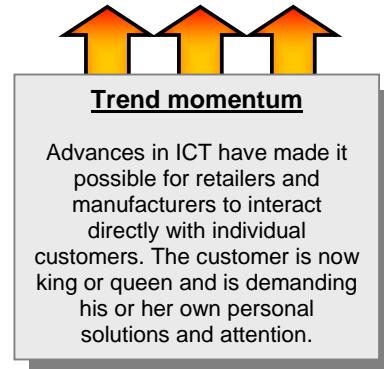 Trend momentum
Advances in ICT have made it
possible for retailers and
manufacturers to interact
directly with individual
customers. The customer is now
king or queen and is demanding
his or her own personal
solutions and attention.